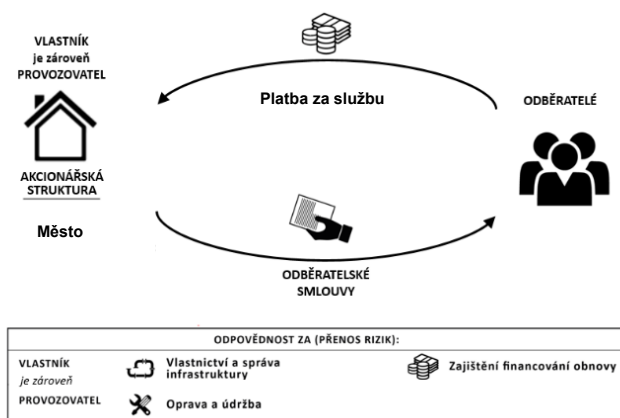 VLASTNÍK
je zároveň
PROVOZOVATEL
AKCIONÁŘSKÁ
STRUKTURA
Město
Platba za službu
ODBĚRATELÉ
ODBĚRATELSKÉ
SMLOUVY
ODPOVĚDNOST ZA (PŘENOS RIZIK):
VLASTNÍK
je zároveň
PROVOZOVATEL
Vlastnictví a správa
infrastruktury
Oprava a údržba
Zajištění financování obnovy